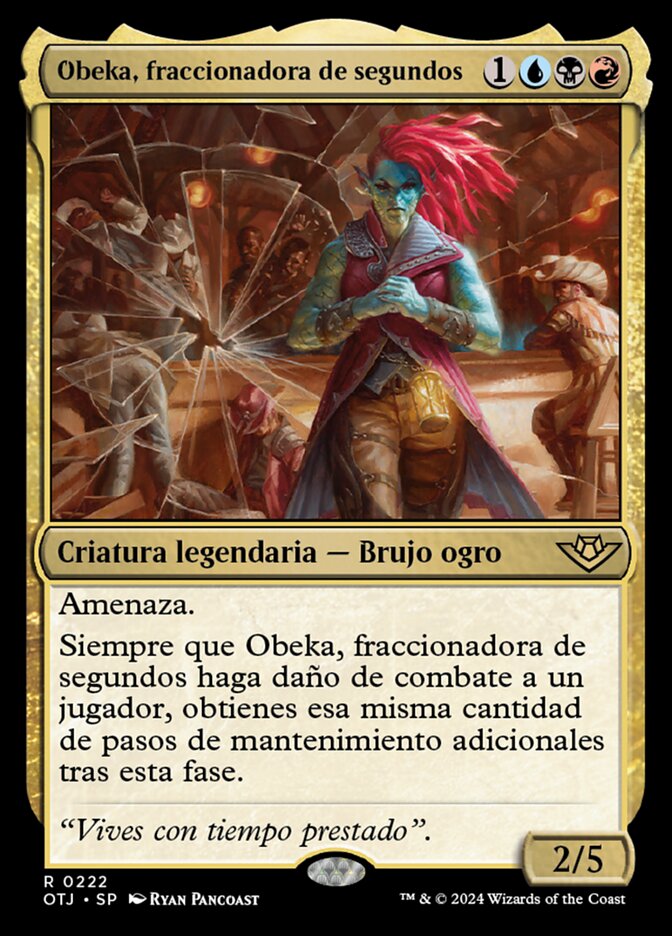 Obeka, fraccionadora de segundos 1
Criatura legendaria — Brujo ogro
Amenaza.
Siempre que Obeka, fraccionadora de
segundos haga daño de combate a un
jugador, obtienes esa misma cantidad
de pasos de mantenimiento adicionales
tras esta fase.
“Vives con tiempo prestado”.
2/5
R 0222
OTJ • SP Ryan Pancoast
™ & © 2024 Wizards of the Coast